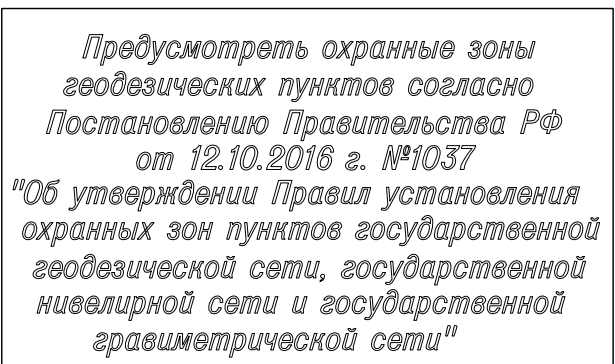 Предусмотреть охранные зоны
геодезических пунктов согласно
Постановлению Правительства РФ
от 12.10.2016 г. №1037
"Об утверждении Правил установления
охранных зон пунктов государственной
геодезической сети, государственной
нивелирной сети и государственной
гравиметрической сети"